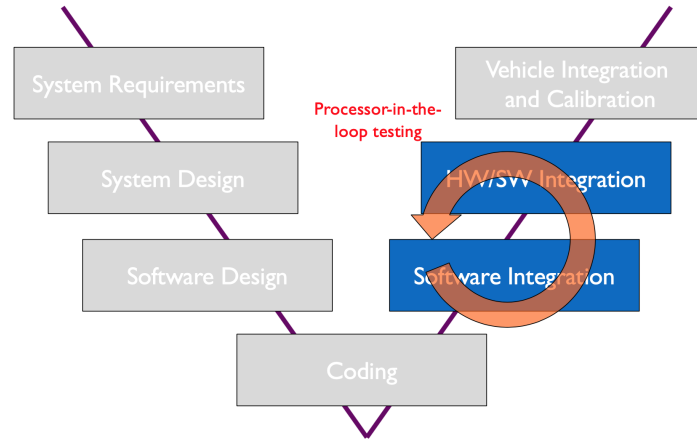 System Requirements
Vehicle Integration
and Calibration
Processor-in-the-
loop testing
System Design
HW/SW Integration
Software Design
Software Integration
Coding